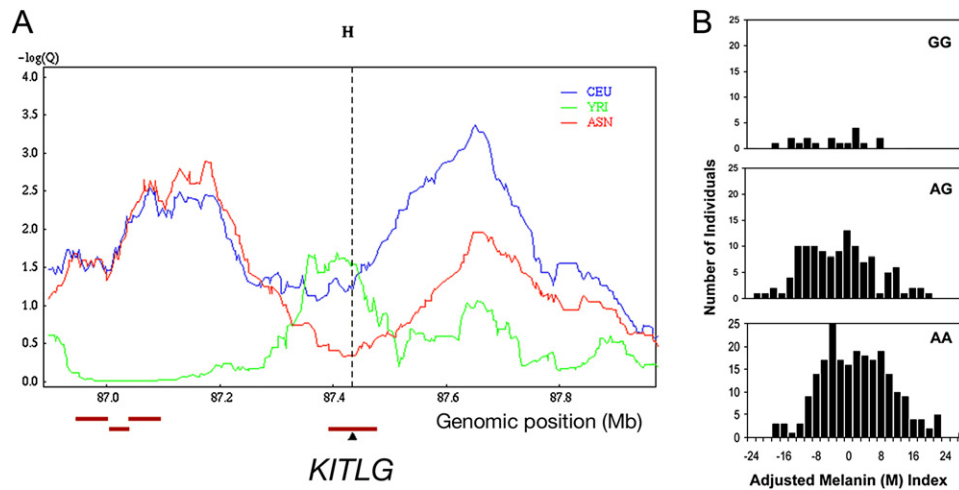 A
H
−log(Q)
4.0
3.5
3.0
2.5
2.0
1.5
1.0
0.5
0.0
CEU
YRI
ASN
87.0
87.2
87.4
87.6
87.8
Genomic position (Mb)
KITLG
B
Number of Individuals
25
20
15
10
5
0
GG
25
20
15
10
5
0
AG
25
20
15
10
5
0
AA
-24
-16
-8
0
8
16
28
Adjusted Melanin (M) Index